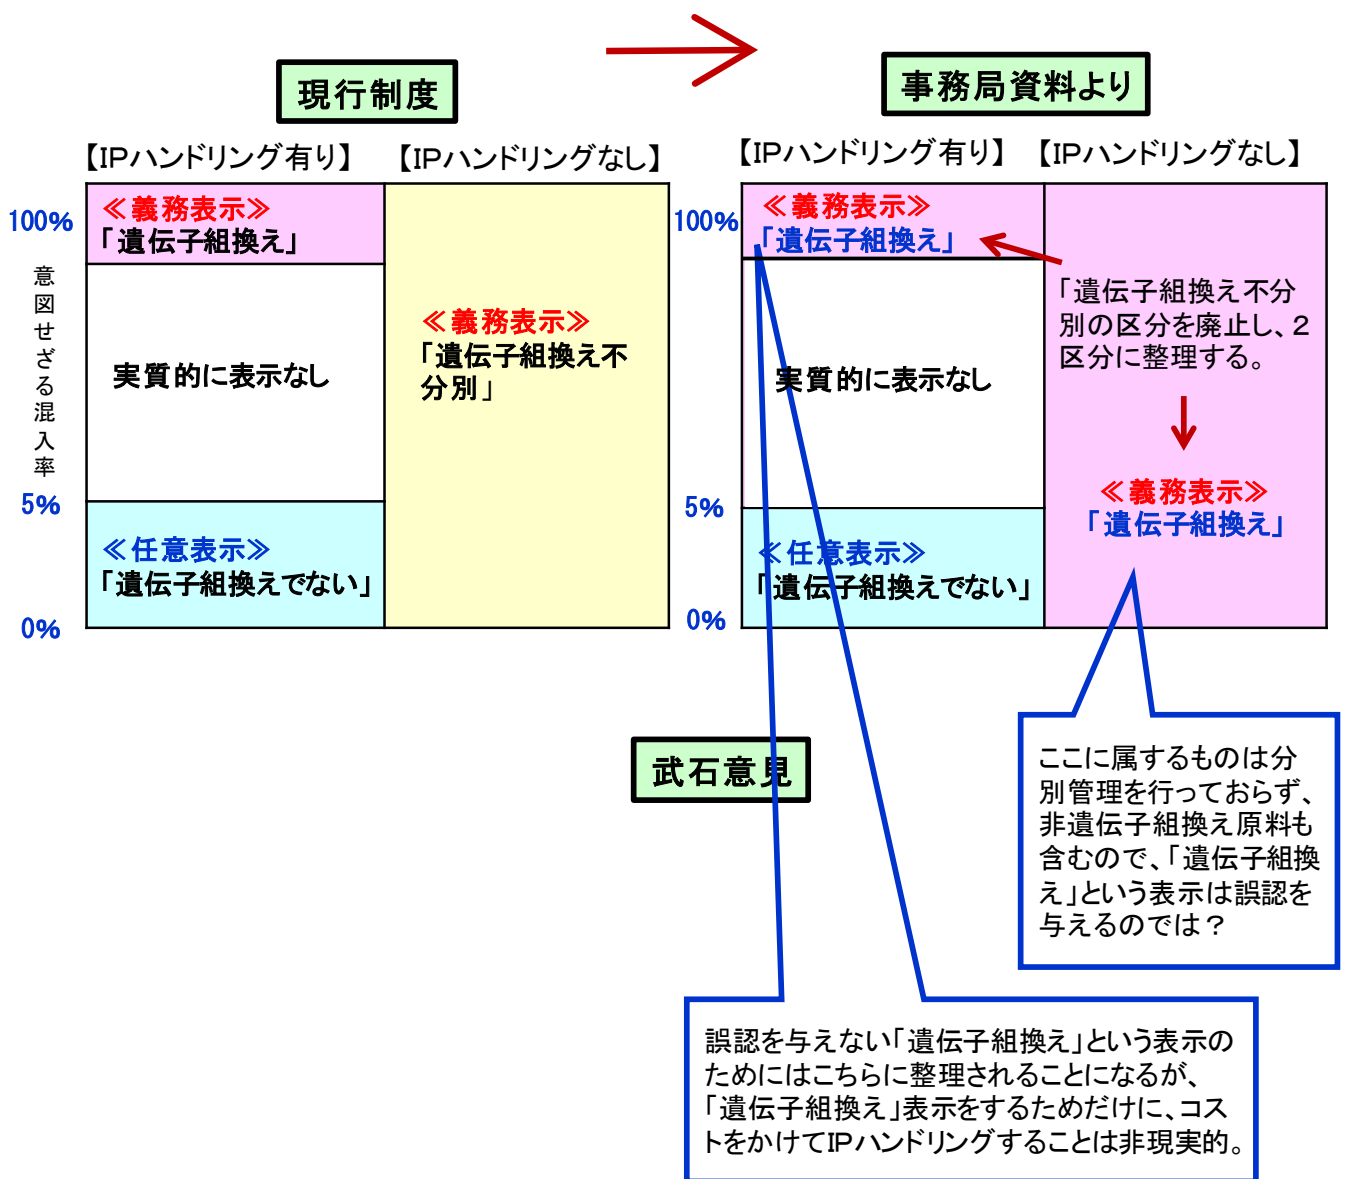 現行制度
事務局資料より
【IPハンドリング有り】
【IPハンドリングなし】
100%
≪義務表示≫
「遺伝子組換え」
意図せざる混入率
実質的に表示なし
≪義務表示≫
「遺伝子組換え不
分別」
5%
≪任意表示≫
「遺伝子組換えでない」
0%
【IPハンドリング有り】
【IPハンドリングなし】
100%
≪義務表示≫
「遺伝子組換え」
「遺伝子組換え不分
別の区分を廃止し、２
区分に整理する。
実質的に表示なし
≪義務表示≫
「遺伝子組換え」
5%
≪任意表示≫
「遺伝子組換えでない」
0%
武石意見
ここに属するものは分
別管理を行っておらず、
非遺伝子組換え原料も
含むので、「遺伝子組換
え」という表示は誤認を
与えるのでは？
誤認を与えない「遺伝子組換え」という表示の
ためにはこちらに整理されることになるが、
「遺伝子組換え」表示をするためだけに、コス
トをかけてIPハンドリングすることは非現実的。